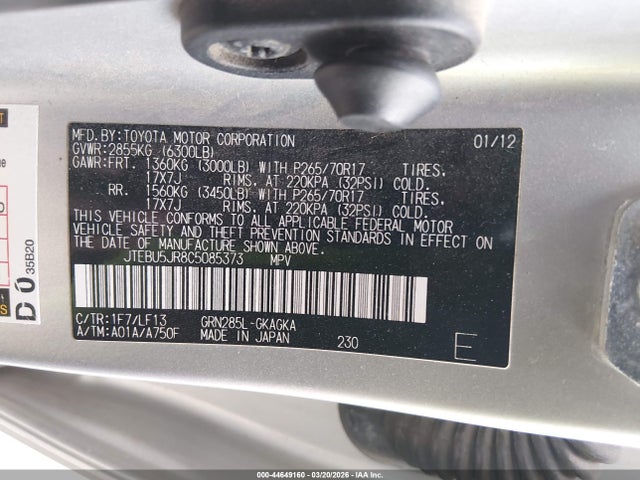 MFD.BY:TOYOTA MOTOR CORPORATION 01/12
GVWR:2855KG (6300LB)
GAWR:FRT. 1360KG (3000LB) WITH P265/70R17 TIRES,
17X7J RIMS, AT 220KPA (32PSI) COLD.
RR. 1560KG (3450LB) WITH P265/70R17 TIRES,
17X7J RIMS, AT 220KPA (32PSI) COLD.
THIS VEHICLE CONFORMS TO ALL APPLICABLE FEDERAL MOTOR
VEHICLE SAFETY AND THEFT PREVENTION STANDARDS IN EFFECT ON
THE DATE OF MANUFACTURE SHOWN ABOVE.
JTEBU5JR8C5085373 MPV
C/TR:1F7/LF13 GRN285L-GKAGKA
A/TM:A01A/A750F MADE IN JAPAN 230 E
D 0 35B20
000-44649160 | 03/20/2026 - IAA Inc.